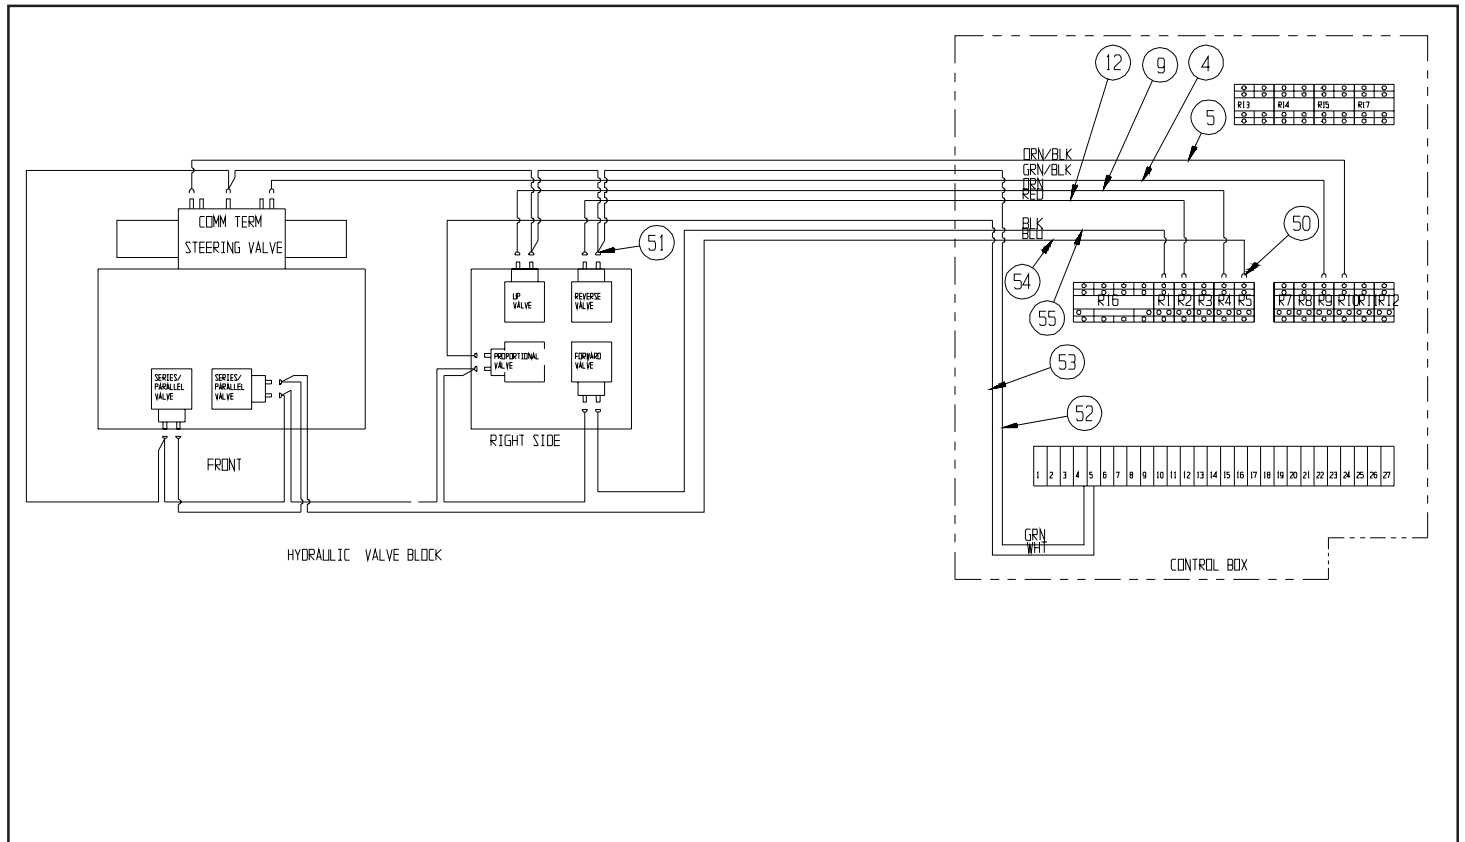 12
9
4
5
R13 R14 R15 R17
ORN/BLK
GRN/BLK
ORN
RED
BLK
BLU
COMM TERM
STEERING VALVE
51
50
54
55
UP
VALVE
REVERSE
VALVE
R16 R1 R2 R3 R4 R5
R7 R8 R9 R10 R11 R12
PROPORTIONAL
VALVE
FORWARD
VALVE
53
SERIES/
PARALLEL
VALVE
SERIES/
PARALLEL
VALVE
52
RIGHT SIDE
FRONT
1 2 3 4 5 6 7 8 9 10 11 12 13 14 15 16 17 18 19 20 21 22 23 24 25 26 27
GRN
WHT
HYDRAULIC VALVE BLOCK
CONTROL BOX